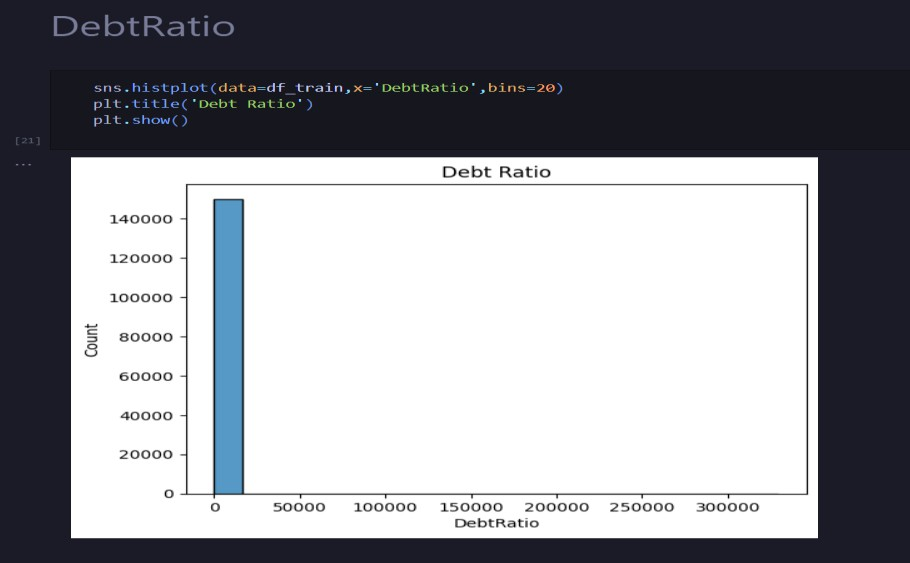 DebtRatio
sns.histplot(data=df_train,x='DebtRatio',bins=20)
plt.title('Debt Ratio')
plt.show()
[21]
...
Debt Ratio
140000
120000
100000
80000
60000
40000
20000
0
Count
0 50000 100000 150000 200000 250000 300000
DebtRatio